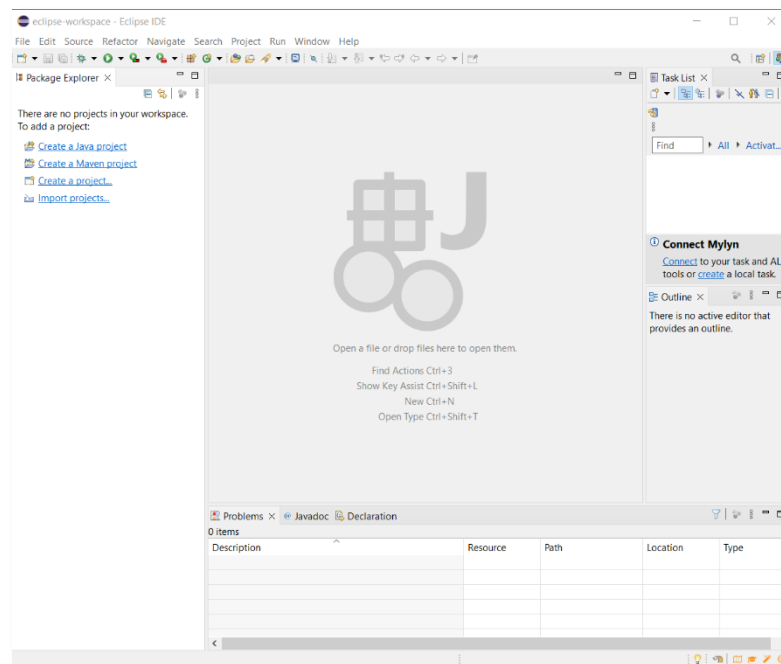 eclipse-workspace - Eclipse IDE
File Edit Source Refactor Navigate Search Project Run Window Help
Package Explorer
There are no projects in your workspace.
To add a project:
Create a Java project
Create a Maven project
Create a project...
Import projects...
J
Open a file or drop files here to open them.
Find Actions Ctrl+3
Show Key Assist Ctrl+Shift+L
New Ctrl+N
Open Type Ctrl+Shift+T
Task List
Find All Activat...
Connect Mylyn
Connect to your task and AL
tools or create a local task.
Outline
There is no active editor that
provides an outline.
Problems Javadoc Declaration
0 items
Description Resource Path Location Type